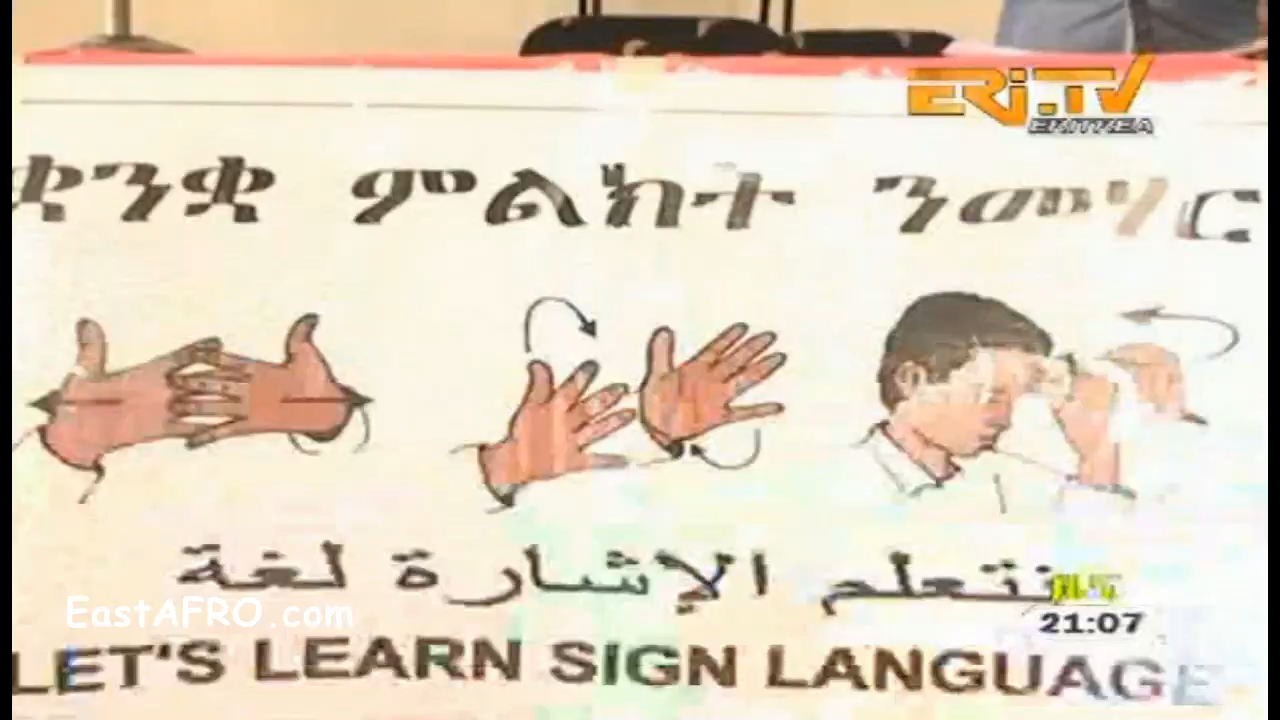 ERi.TV
ERITREA
ቋንቋ ምልክት ንመሃር
نتعلم الإشارة لغة
EastAFRO.com
21:07
LET'S LEARN SIGN LANGUAGE